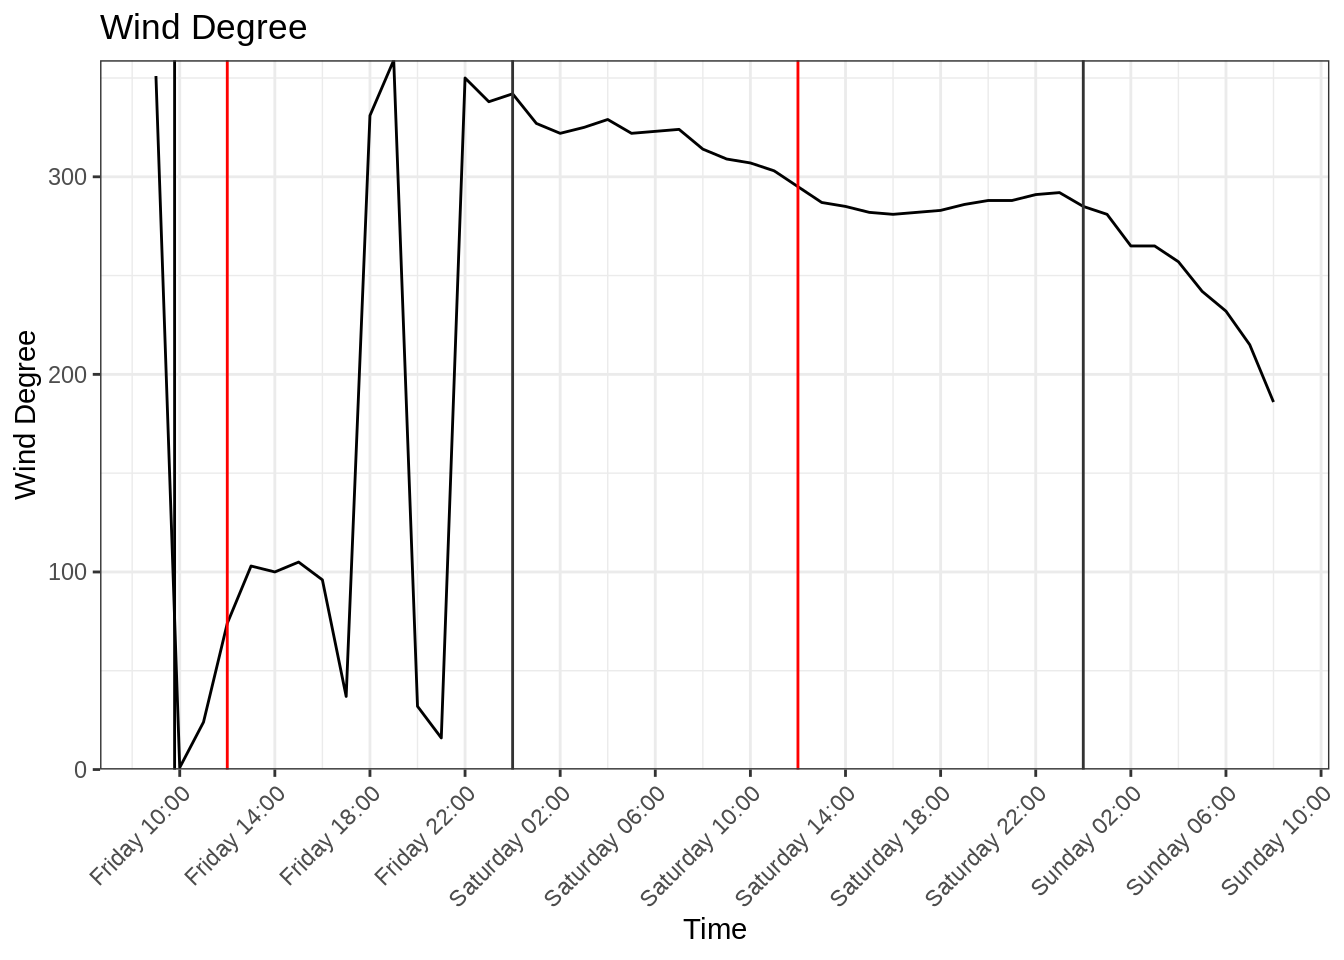 Wind Degree
Wind Degree
300
200
100
0
Friday 10:00
Friday 14:00
Friday 18:00
Friday 22:00
Saturday 02:00
Saturday 06:00
Saturday 10:00
Saturday 14:00
Saturday 18:00
Saturday 22:00
Sunday 02:00
Sunday 06:00
Sunday 10:00
Time